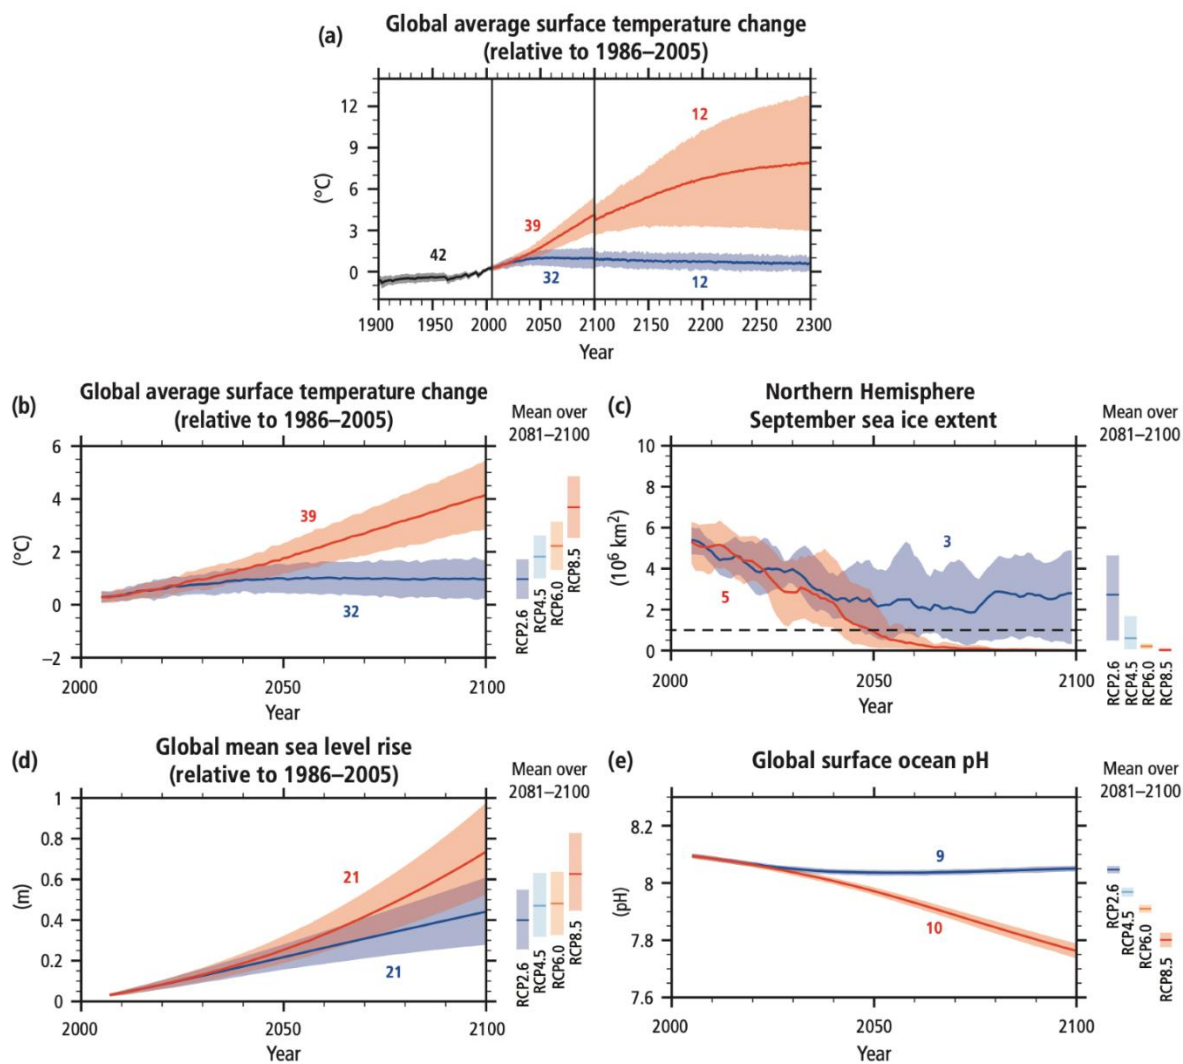 (a)
Global average surface temperature change
(relative to 1986–2005)
(°C)
12
9
6
3
0
42
39
32
12
12
1900 1950 2000 2050 2100 2150 2200 2250 2300
Year
(b)
Global average surface temperature change
(relative to 1986–2005)
Mean over
2081–2100
(°C)
6
4
2
0
−2
39
32
2000 2050 2100
Year
RCP2.6
RCP4.5
RCP6.0
RCP8.5
(c)
Northern Hemisphere
September sea ice extent
Mean over
2081–2100
(10⁶ km²)
10
8
6
4
2
0
3
5
2000 2050 2100
Year
RCP2.6
RCP4.5
RCP6.0
RCP8.5
(d)
Global mean sea level rise
(relative to 1986–2005)
Mean over
2081–2100
(m)
1
0.8
0.6
0.4
0.2
0
21
21
2000 2050 2100
Year
RCP2.6
RCP4.5
RCP6.0
RCP8.5
(e)
Global surface ocean pH
Mean over
2081–2100
(pH)
8.2
8
7.8
7.6
9
10
2000 2050 2100
Year
RCP2.6
RCP4.5
RCP6.0
RCP8.5